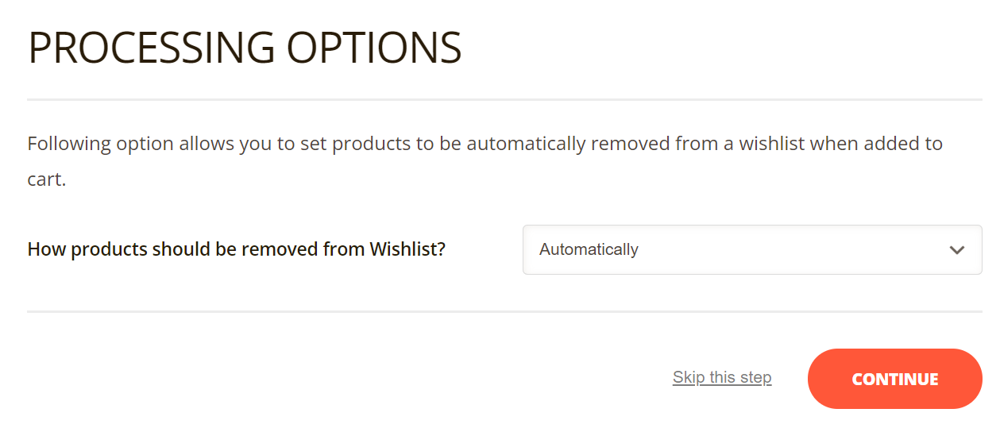 PROCESSING OPTIONS
Following option allows you to set products to be automatically removed from a wishlist when added to
cart.
How products should be removed from Wishlist?
Automatically
Skip this step
CONTINUE